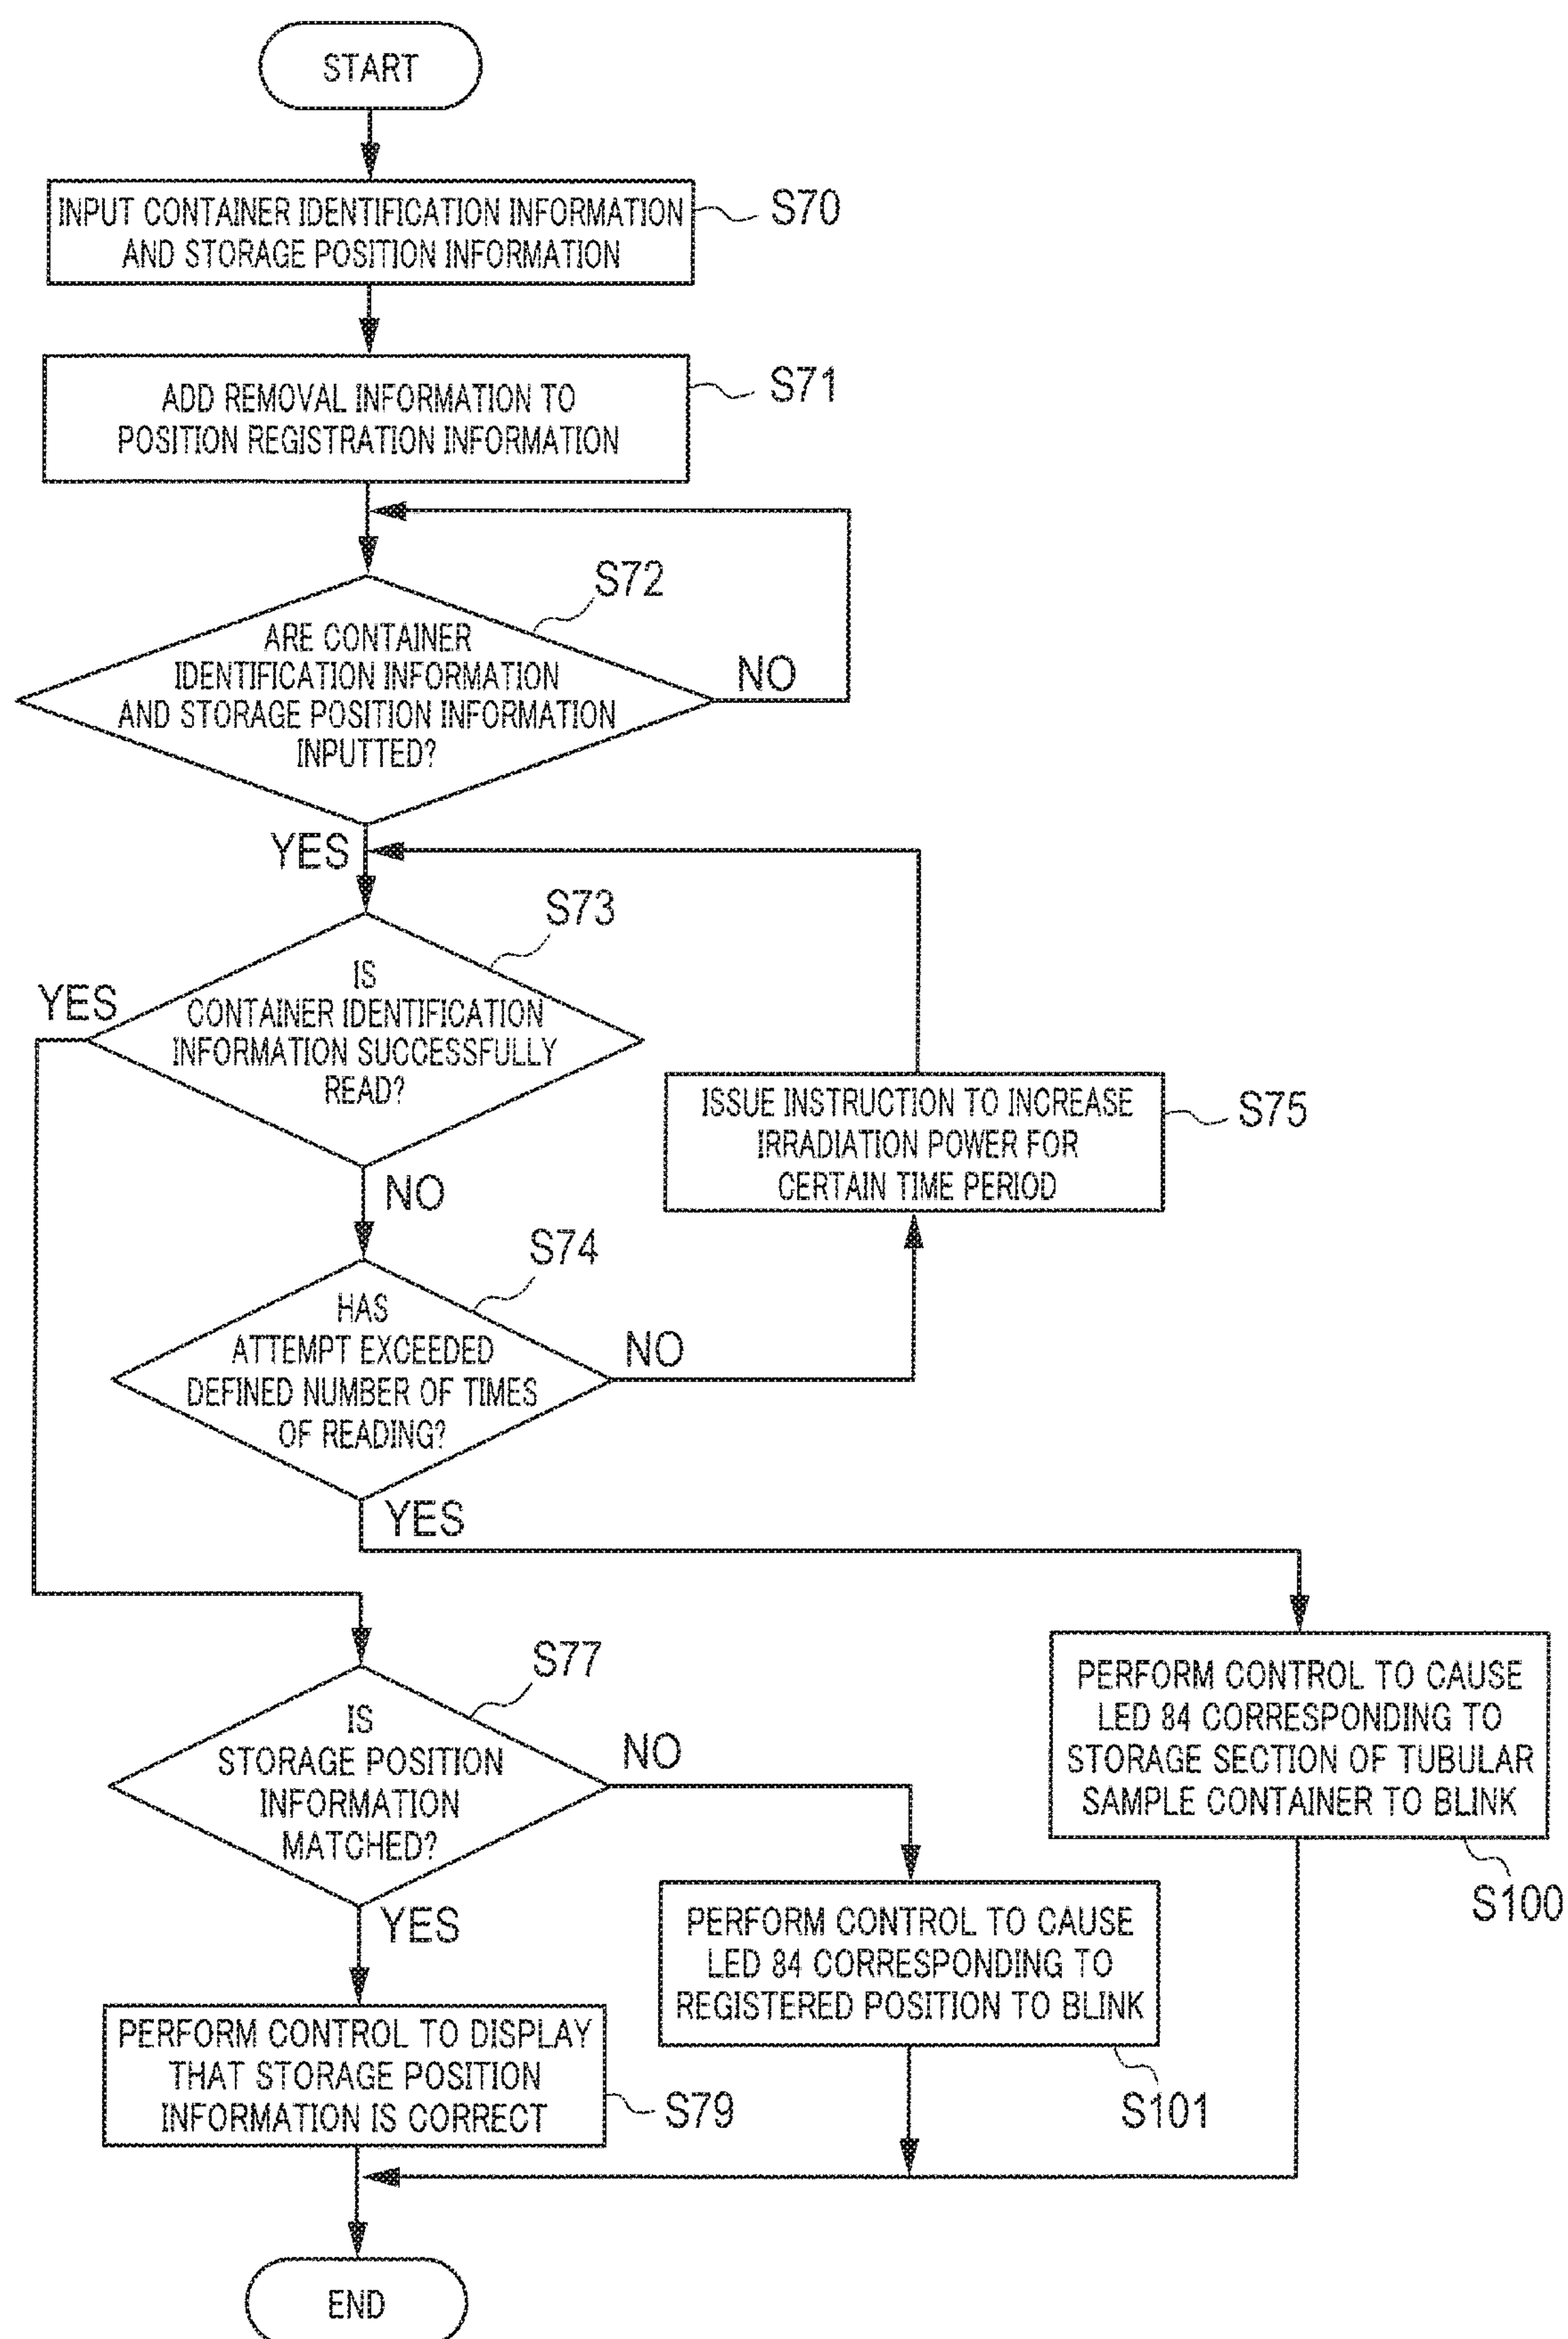 START
INPUT CONTAINER IDENTIFICATION INFORMATION
AND STORAGE POSITION INFORMATION
S70
ADD REMOVAL INFORMATION TO
POSITION REGISTRATION INFORMATION
S71
S72
ARE CONTAINER
IDENTIFICATION INFORMATION
AND STORAGE POSITION INFORMATION
INPUTTED?
NO
YES
S73
IS
CONTAINER IDENTIFICATION
INFORMATION SUCCESSFULLY
READ?
YES
NO
ISSUE INSTRUCTION TO INCREASE
IRRADIATION POWER FOR
CERTAIN TIME PERIOD
S75
S74
HAS
ATTEMPT EXCEEDED
DEFINED NUMBER OF TIMES
OF READING?
NO
YES
S77
IS
STORAGE POSITION
INFORMATION
MATCHED?
NO
YES
PERFORM CONTROL TO CAUSE
LED 84 CORRESPONDING TO
STORAGE SECTION OF TUBULAR
SAMPLE CONTAINER TO BLINK
S100
PERFORM CONTROL TO CAUSE
LED 84 CORRESPONDING TO
REGISTERED POSITION TO BLINK
S101
PERFORM CONTROL TO DISPLAY
THAT STORAGE POSITION
INFORMATION IS CORRECT
S79
END